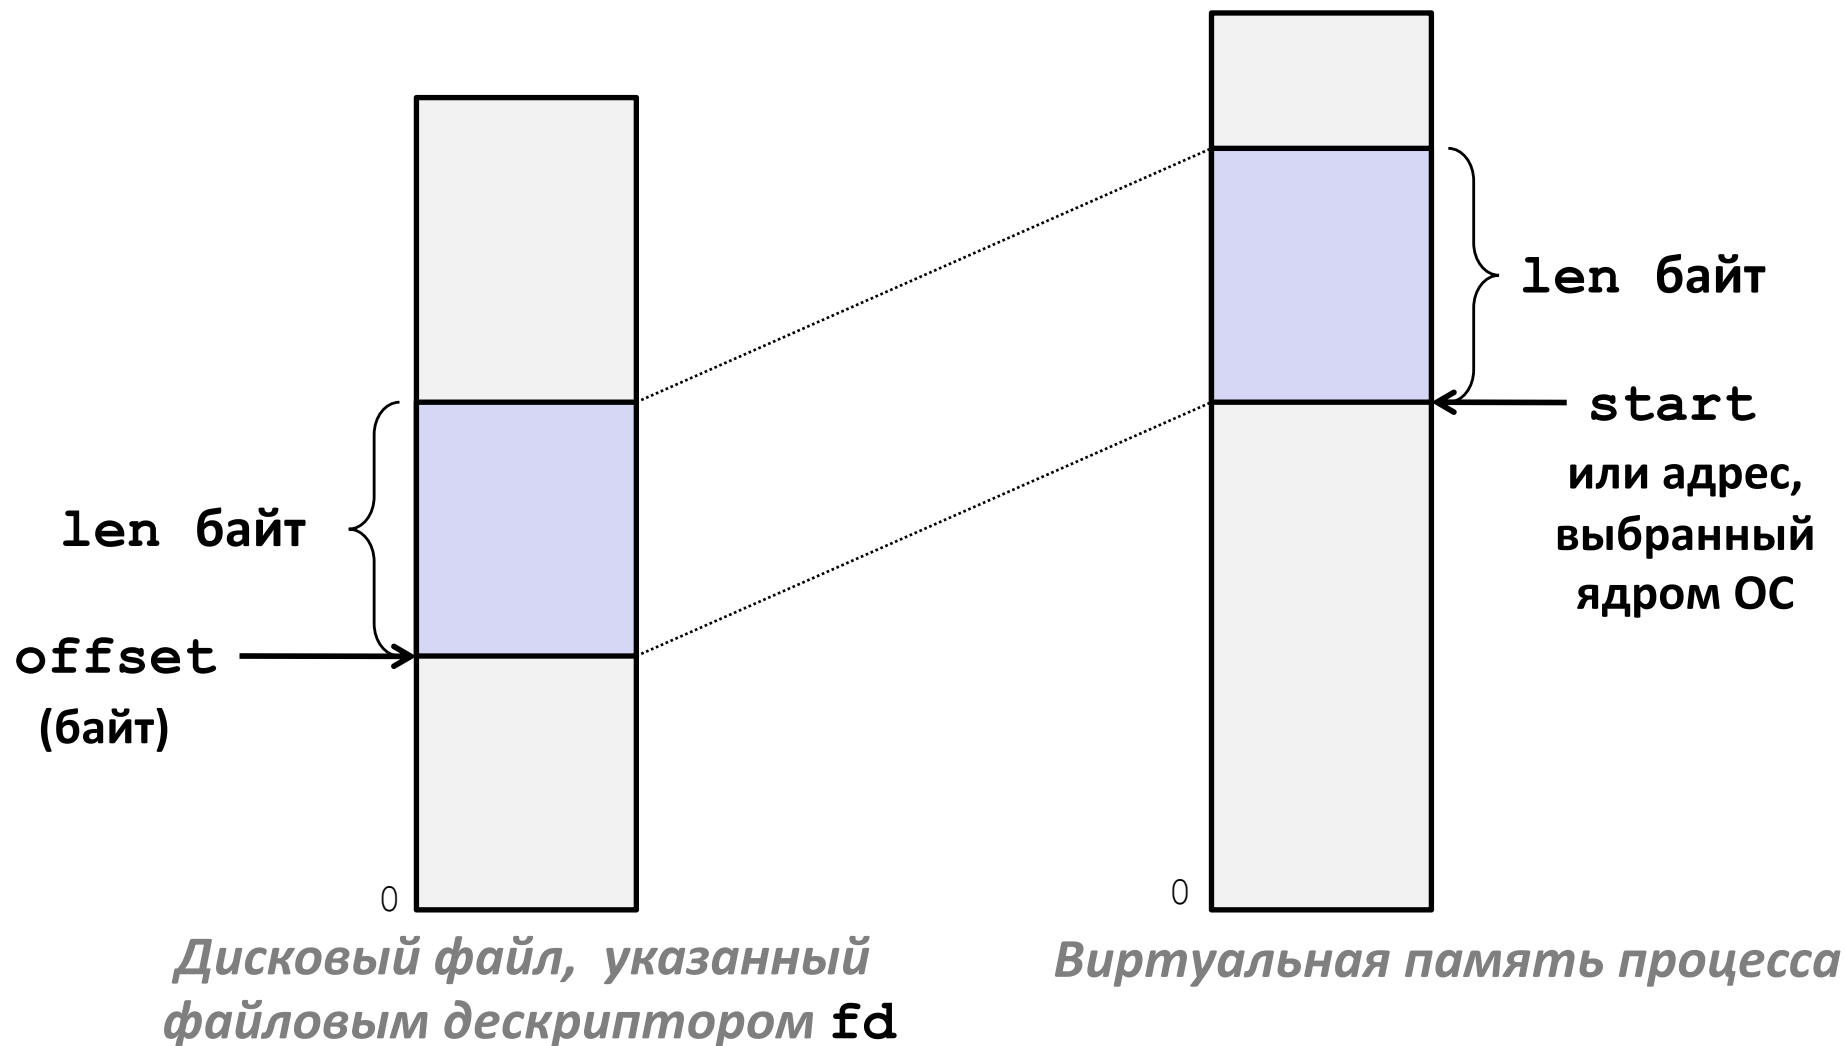 len байт
offset
(байт)
0
Дисковый файл, указанный
файловым дескриптором fd
len байт
start
или адрес,
выбранный
ядром ОС
0
Виртуальная память процесса